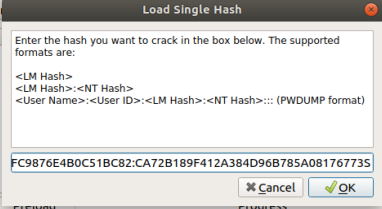 Load Single Hash
Enter the hash you want to crack in the box below. The supported
formats are:
<LM Hash>
<LM Hash>:<NT Hash>
<User Name>:<User ID>:<LM Hash>:<NT Hash>::: (PWDUMP format)
FC9876E4B0C51BC82:CA72B189F412A384D96B785A08176773S
Cancel
OK